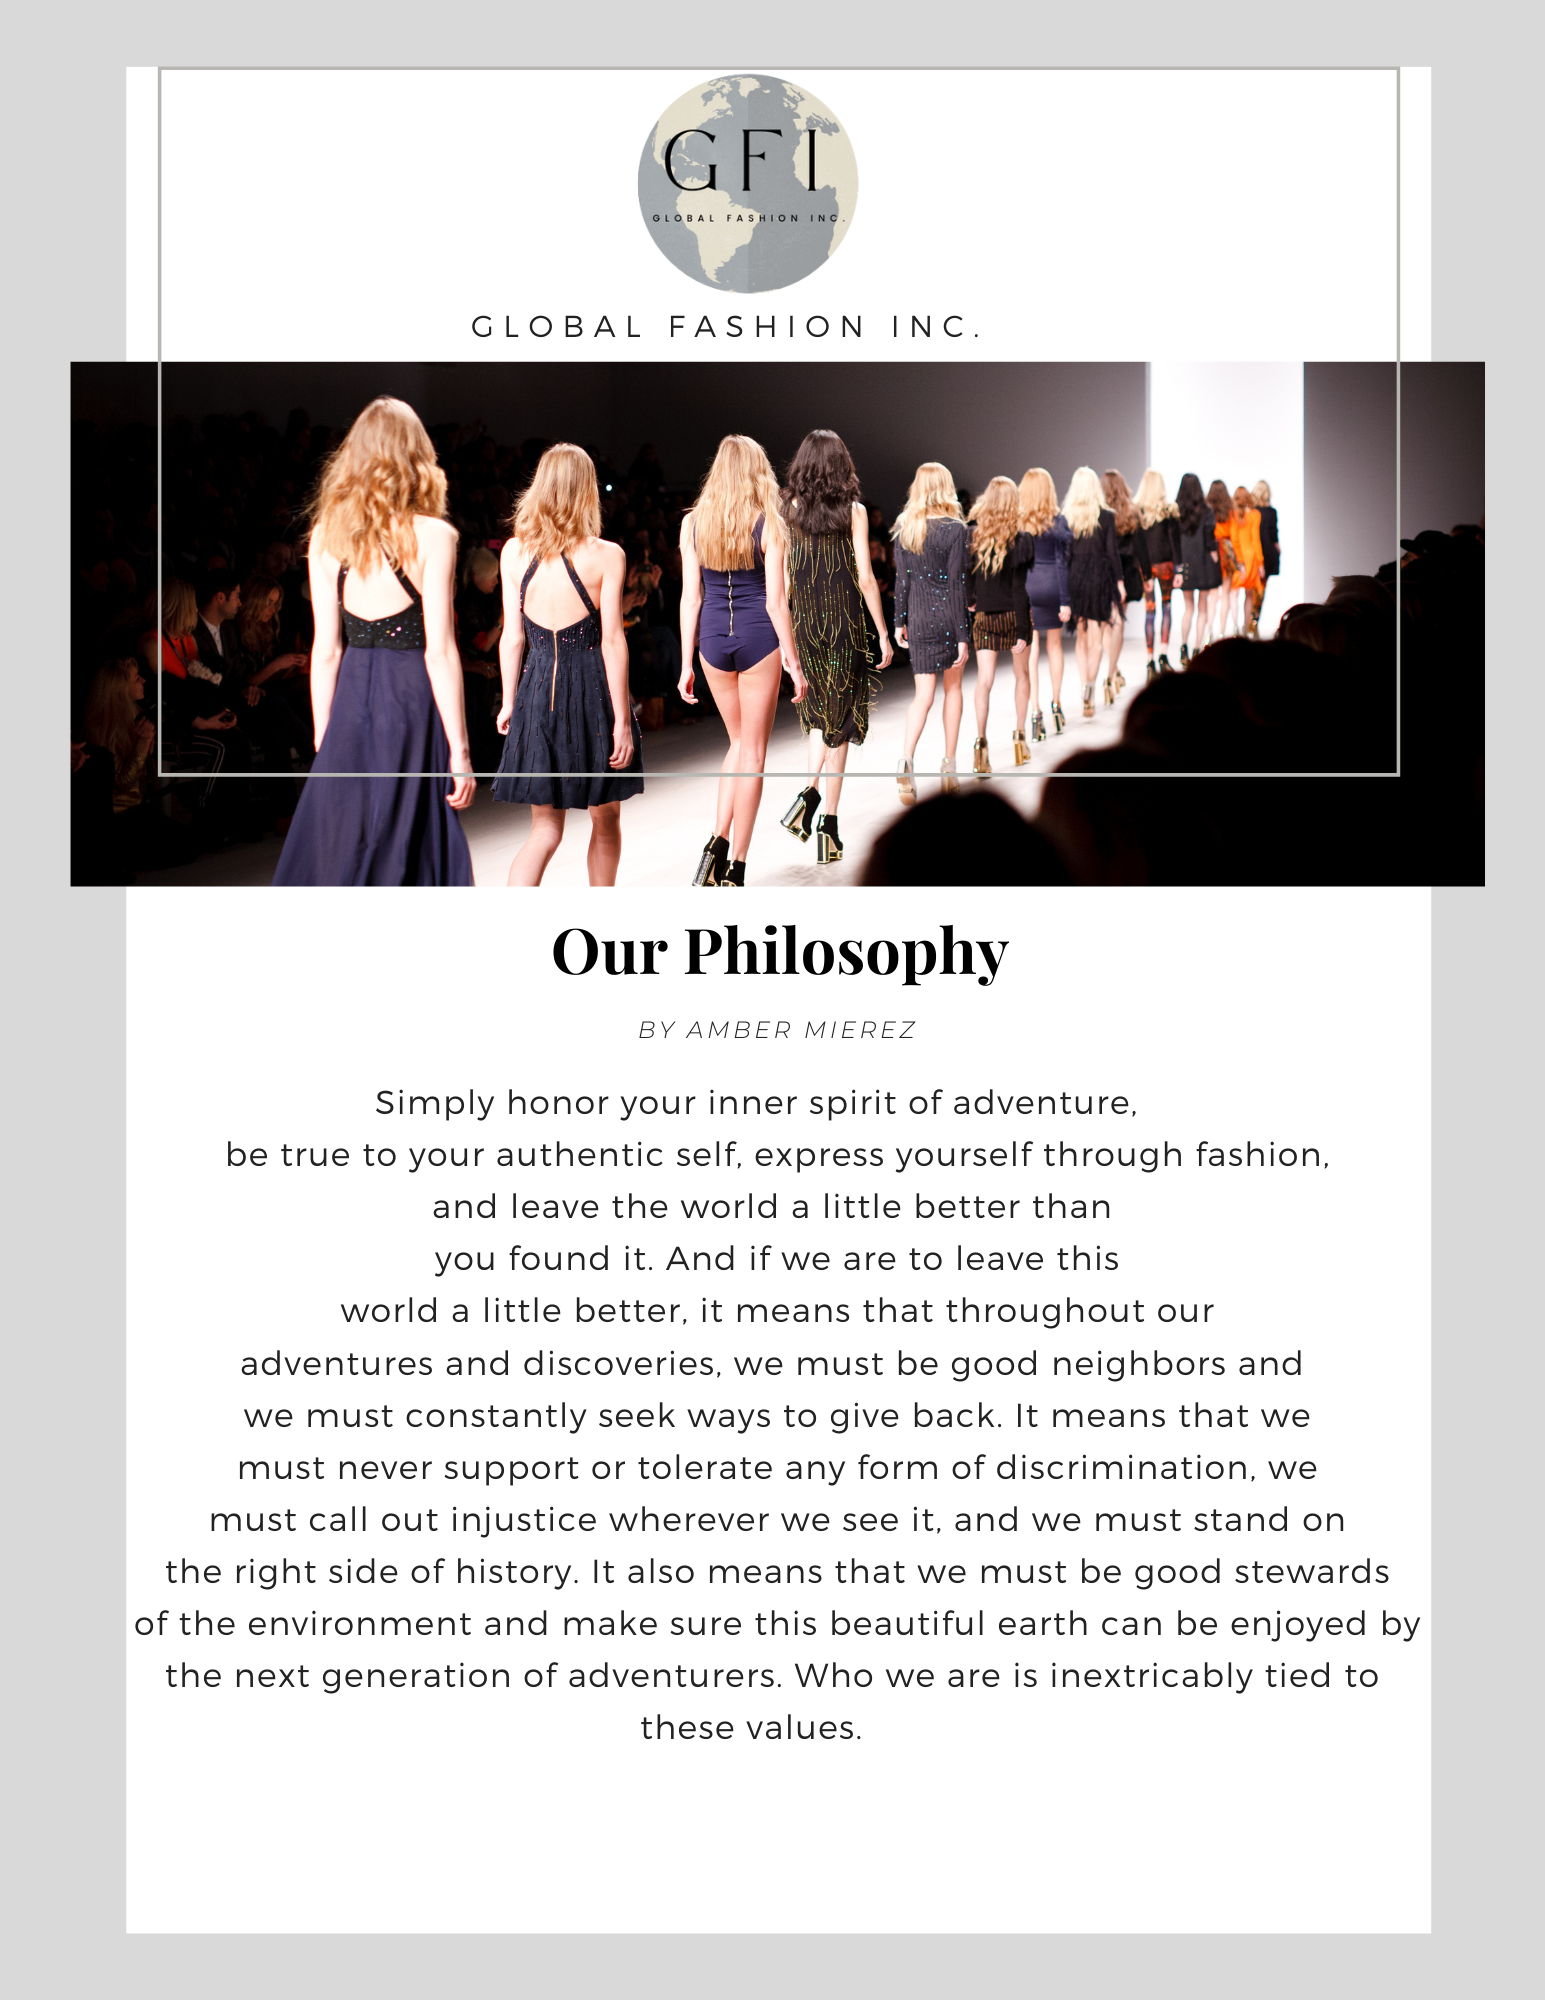 GFI
GLOBAL FASHION INC.
GLOBAL FASHION INC.
Our Philosophy
BY AMBER MIEREZ
Simply honor your inner spirit of adventure,
be true to your authentic self, express yourself through fashion,
and leave the world a little better than
you found it. And if we are to leave this
world a little better, it means that throughout our
adventures and discoveries, we must be good neighbors and
we must constantly seek ways to give back. It means that we
must never support or tolerate any form of discrimination, we
must call out injustice wherever we see it, and we must stand on
the right side of history. It also means that we must be good stewards
of the environment and make sure this beautiful earth can be enjoyed by
the next generation of adventurers. Who we are is inextricably tied to
these values.